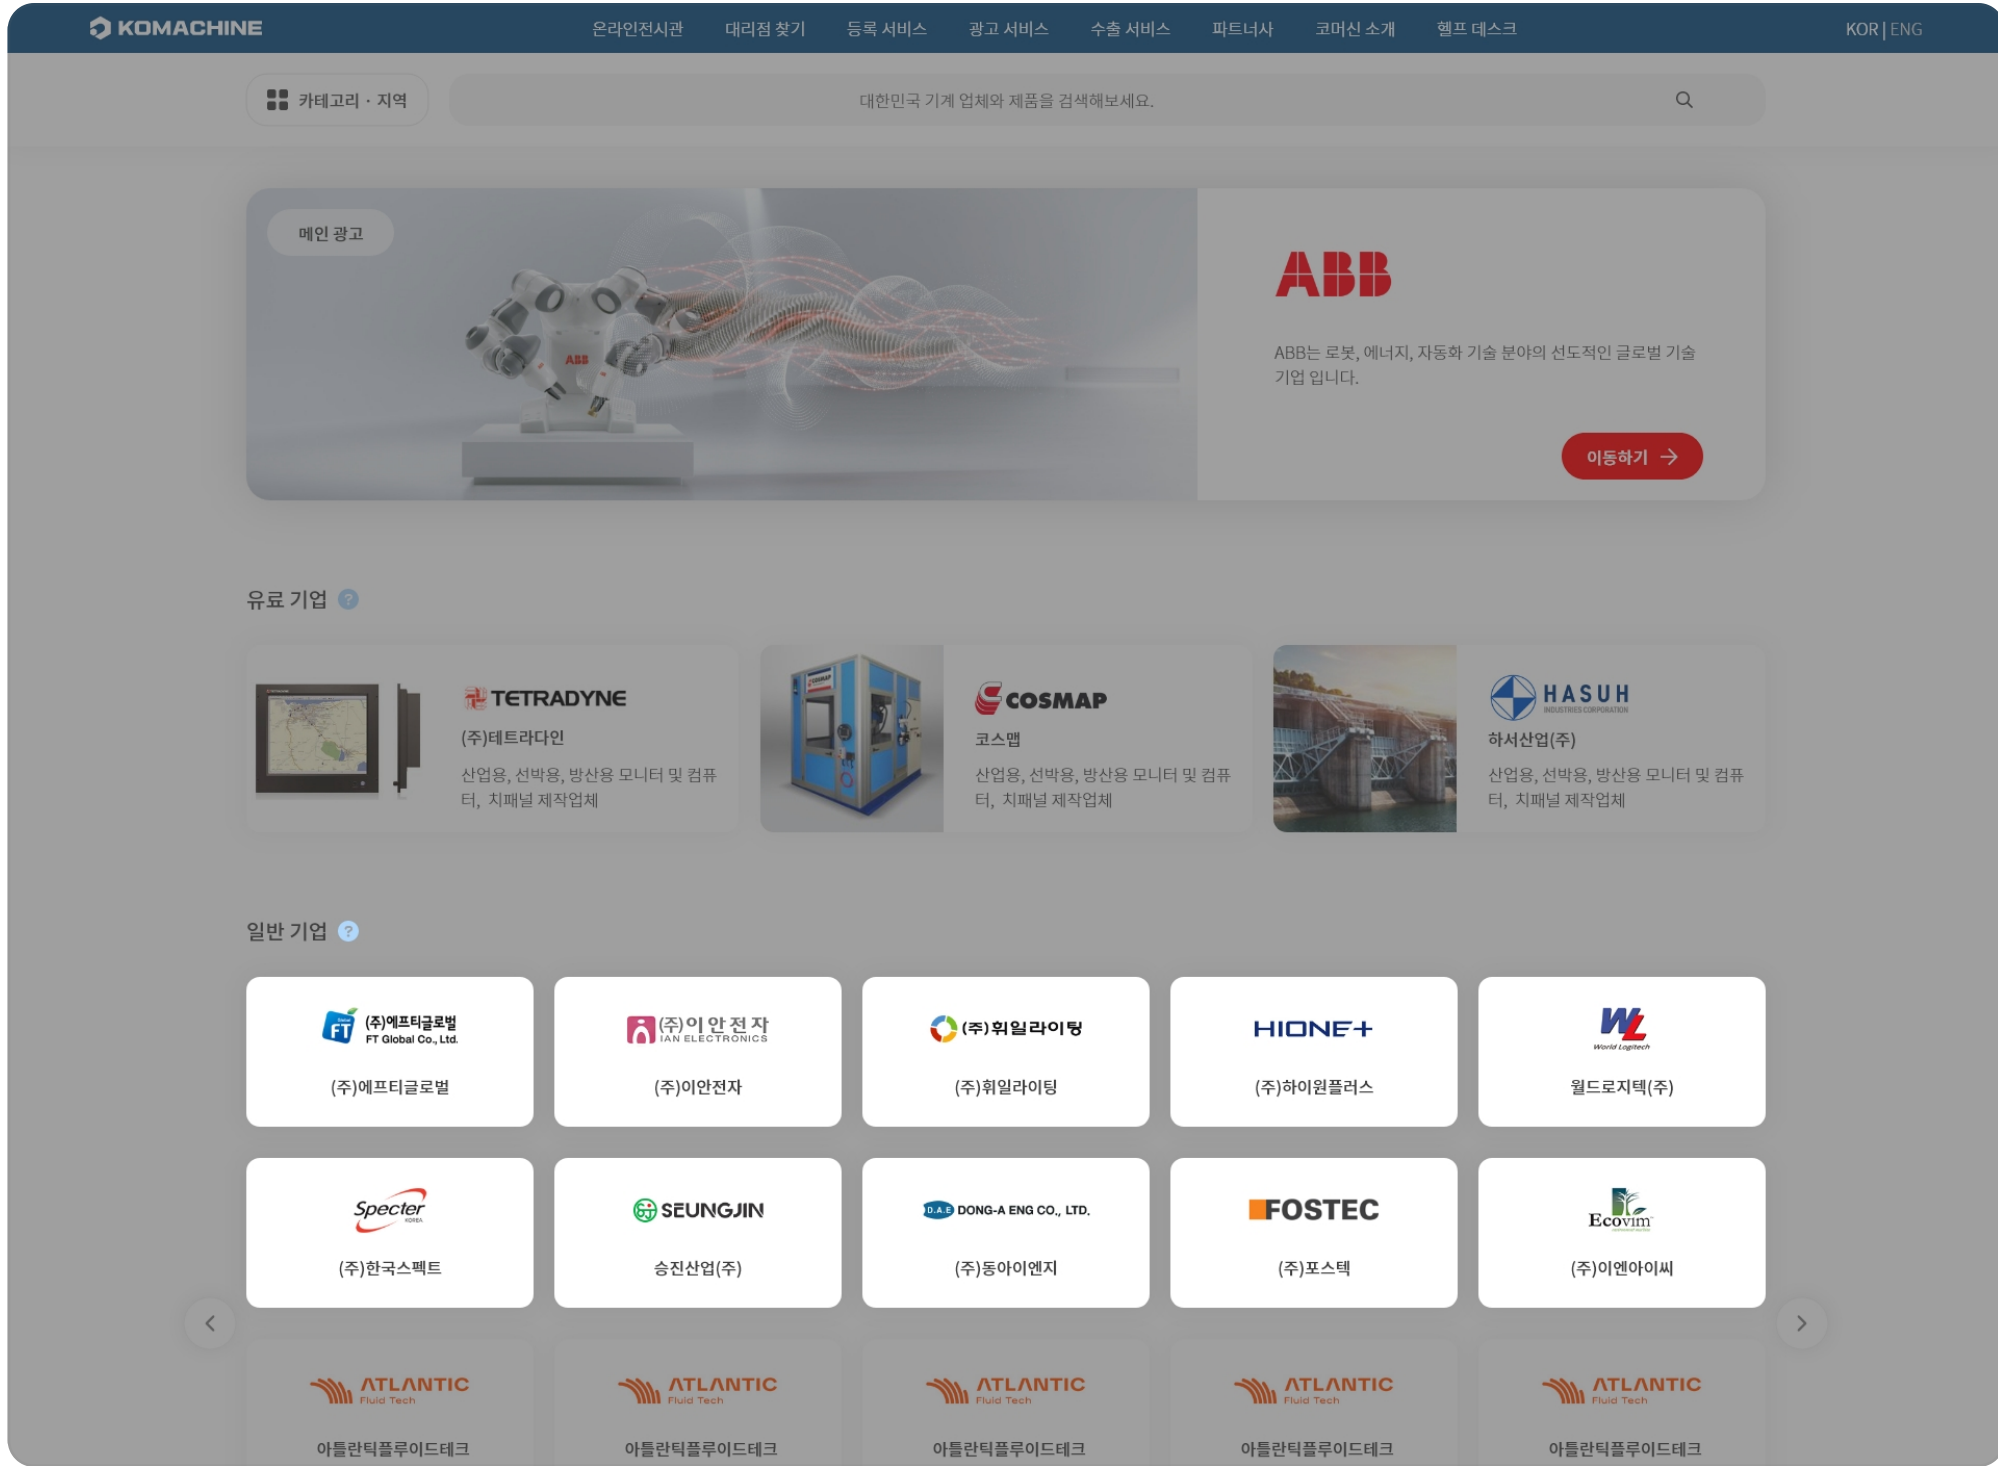 KOMACHINE
온라인전시관 대리점 찾기 등록 서비스 광고 서비스 수출 서비스 파트너사 코머신 소개 헬프 데스크
KOR | ENG
카테고리 · 지역
대한민국 기계 업체와 제품을 검색해보세요.
메인 광고
ABB
ABB
ABB는 로봇, 에너지, 자동화 기술 분야의 선도적인 글로벌 기술
기업 입니다.
이동하기
유료 기업 ?
TETRADYNE
(주)테트라다인
산업용, 선박용, 방산용 모니터 및 컴퓨
터, 치패널 제작업체
COSMAP
COSMAP
코스맵
산업용, 선박용, 방산용 모니터 및 컴퓨
터, 치패널 제작업체
HASUH
INDUSTRIES CORPORATION
하서산업(주)
산업용, 선박용, 방산용 모니터 및 컴퓨
터, 치패널 제작업체
일반 기업 ?
Global
FT
(주)에프티글로벌
FT Global Co., Ltd.
(주)에프티글로벌
(주)이안전자
IAN ELECTRONICS
(주)이안전자
(주)휘일라이팅
(주)휘일라이팅
HIONE+
(주)하이원플러스
WL
World Logitech
월드로지텍(주)
Specter
KOREA
(주)한국스펙트
SEUNGJIN
승진산업(주)
D.A.E DONG-A ENG CO., LTD.
(주)동아이엔지
FOSTEC
(주)포스텍
Ecovim
(주)이엔아이씨
ATLANTIC
Fluid Tech
아틀란틱플루이드테크
ATLANTIC
Fluid Tech
아틀란틱플루이드테크
ATLANTIC
Fluid Tech
아틀란틱플루이드테크
ATLANTIC
Fluid Tech
아틀란틱플루이드테크
ATLANTIC
Fluid Tech
아틀란틱플루이드테크